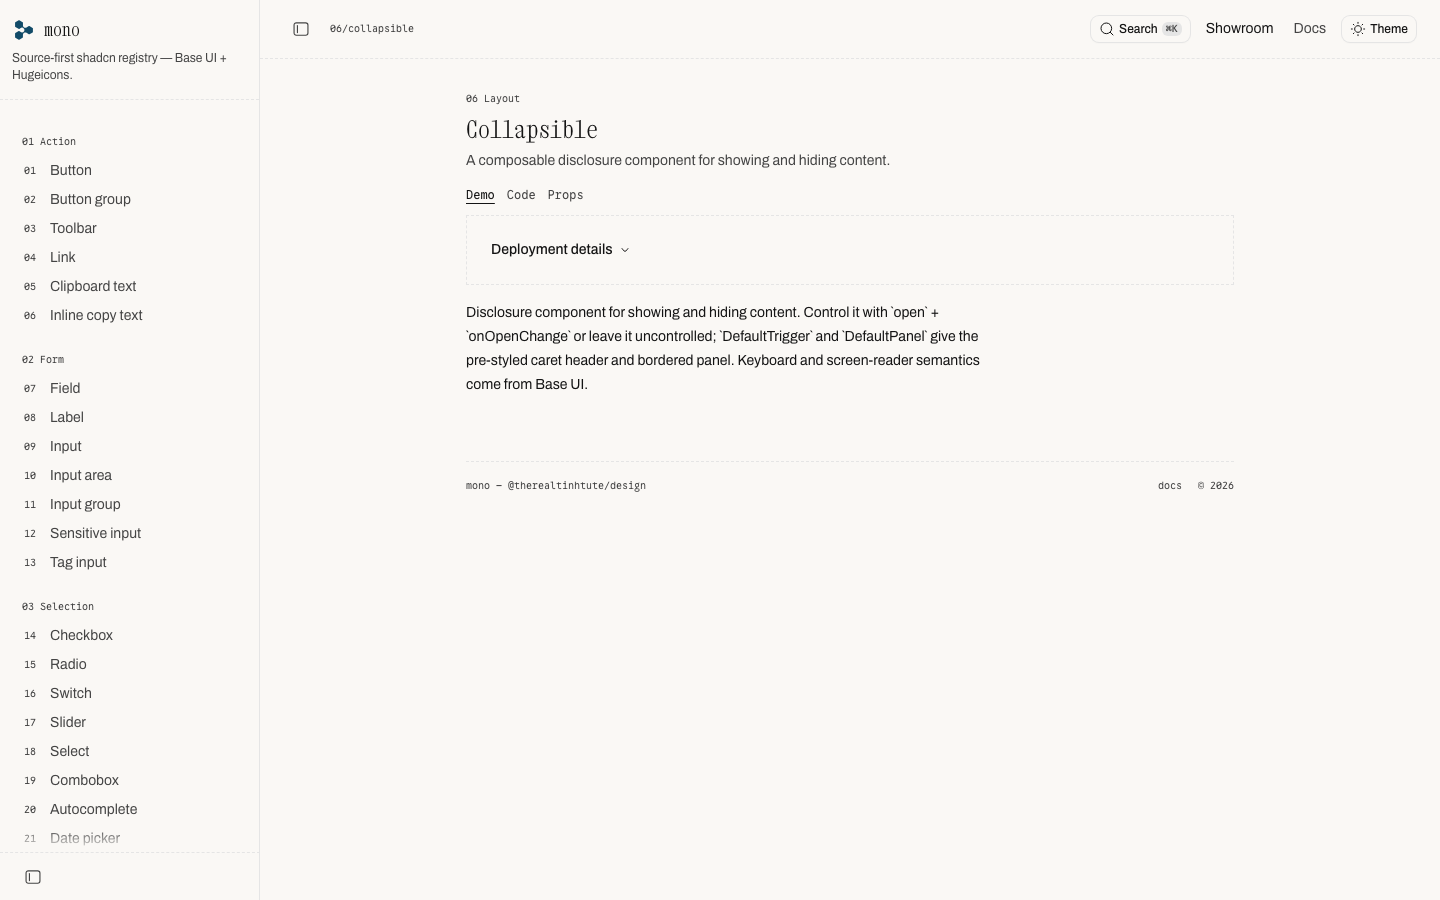 mono
Source-first shadcn registry — Base UI +
Hugeicons.
01 Action
01 Button
02 Button group
03 Toolbar
04 Link
05 Clipboard text
06 Inline copy text
02 Form
07 Field
08 Label
09 Input
10 Input area
11 Input group
12 Sensitive input
13 Tag input
03 Selection
14 Checkbox
15 Radio
16 Switch
17 Slider
18 Select
19 Combobox
20 Autocomplete
21 Date picker
06/collapsible
Search ⌘K
Showroom
Docs
Theme
06 Layout
Collapsible
A composable disclosure component for showing and hiding content.
Demo Code Props
Deployment details
Disclosure component for showing and hiding content. Control it with `open` +
`onOpenChange` or leave it uncontrolled; `DefaultTrigger` and `DefaultPanel` give the
pre-styled caret header and bordered panel. Keyboard and screen-reader semantics
come from Base UI.
mono — @therealtinhtute/design
docs © 2026